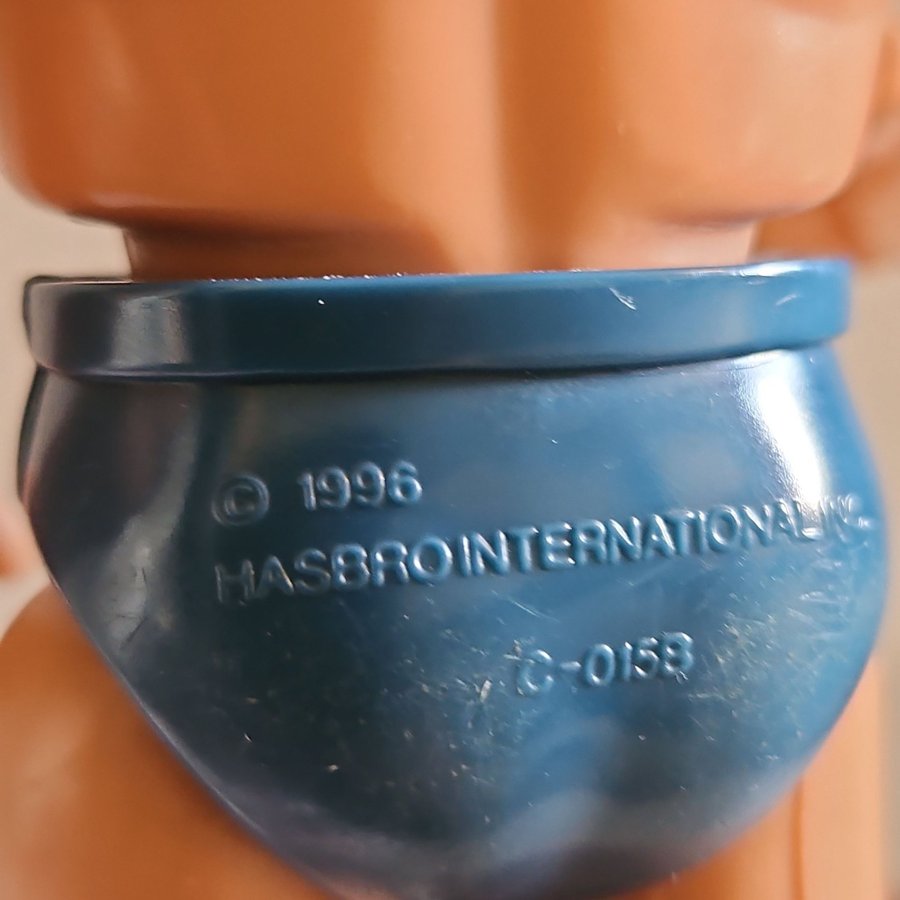 © 1996
HASBRO INTERNATIONAL, INC.
C-015B